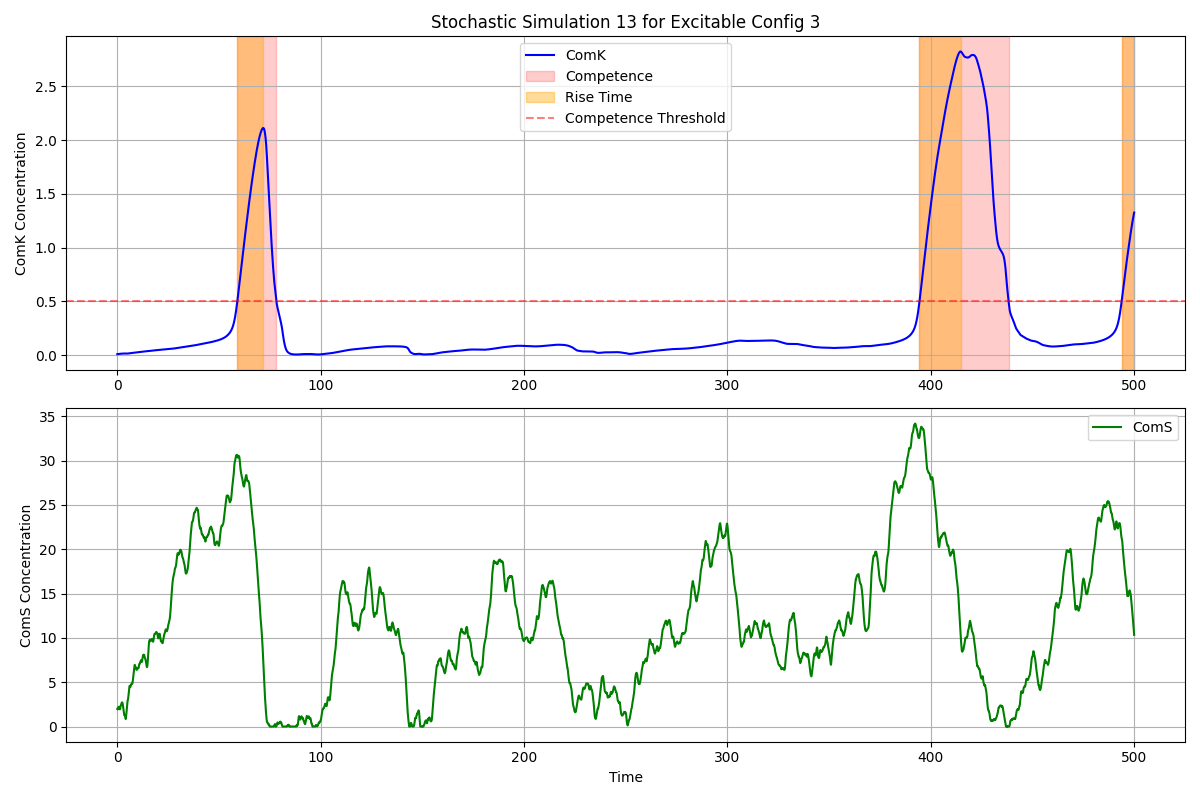 Stochastic Simulation 13 for Excitable Config 3
ComK Concentration
2.5
2.0
1.5
1.0
0.5
0.0
ComK
Competence
Rise Time
Competence Threshold
0 100 200 300 400 500
ComS Concentration
35
30
25
20
15
10
5
0
ComS
0 100 200 300 400 500
Time